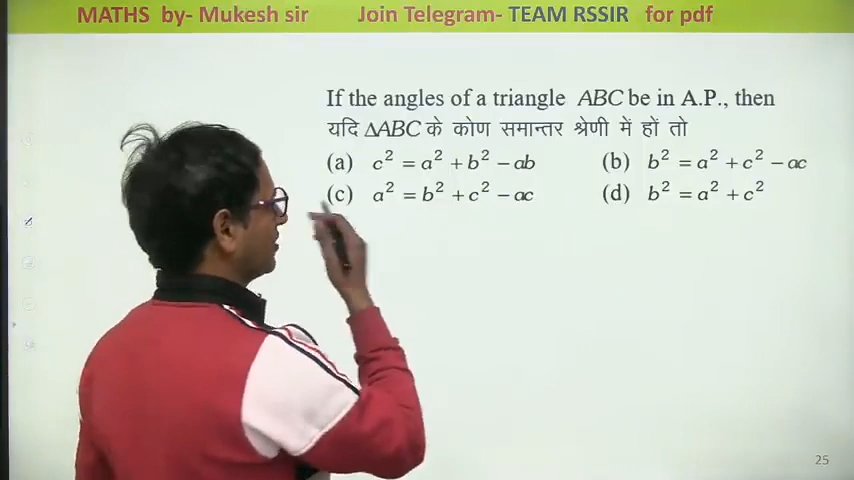 MATHS by- Mukesh sir Join Telegram- TEAM RSSIR for pdf
If the angles of a triangle ABC be in A.P., then
यदि ΔABC के कोण समान्तर श्रेणी में हों तो
(a) c² = a² + b² – ab (b) b² = a² + c² – ac
(c) a² = b² + c² – ac (d) b² = a² + c²
25